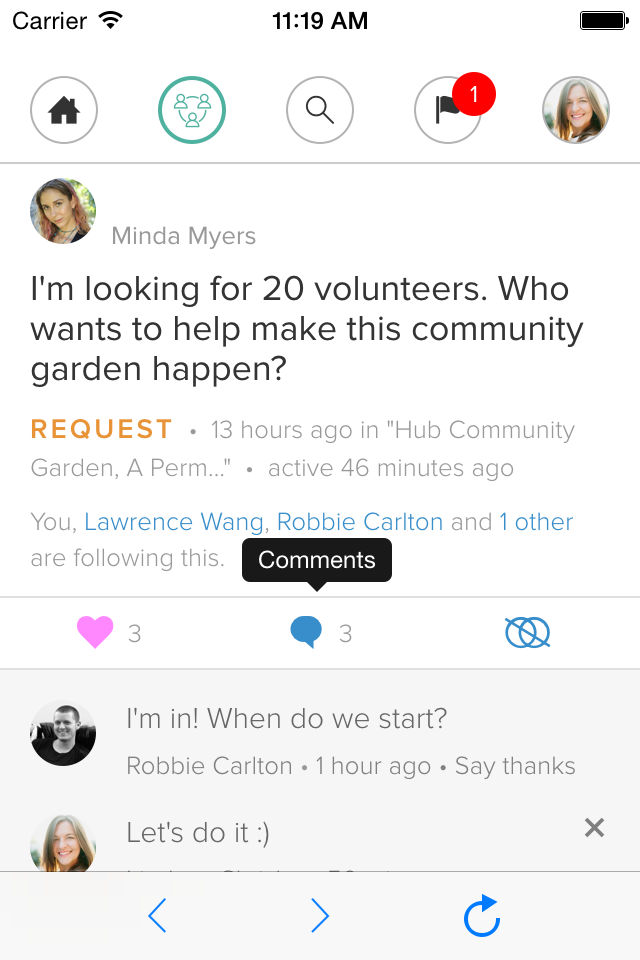 Carrier 11:19 AM
1
Minda Myers
I'm looking for 20 volunteers. Who
wants to help make this community
garden happen?
REQUEST • 13 hours ago in "Hub Community
Garden, A Perm..." • active 46 minutes ago
You, Lawrence Wang, Robbie Carlton and 1 other
are following this.
Comments
3 3
I'm in! When do we start?
Robbie Carlton • 1 hour ago • Say thanks
Let's do it :)